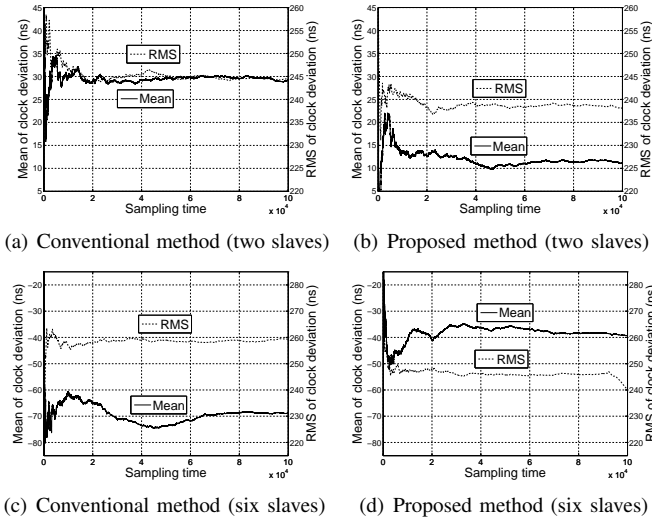 Mean of clock deviation (ns)
45
40
35
30
25
20
15
10
5
RMS
Mean
260
255
250
245
240
235
230
225
220
RMS of clock deviation (ns)
0 2 4 6 8 10
Sampling time
x 10⁴
(a) Conventional method (two slaves)
Mean of clock deviation (ns)
45
40
35
30
25
20
15
10
5
RMS
Mean
260
255
250
245
240
235
230
225
220
RMS of clock deviation (ns)
0 2 4 6 8 10
Sampling time
x 10⁴
(b) Proposed method (two slaves)
Mean of clock deviation (ns)
-20
-30
-40
-50
-60
-70
-80
RMS
Mean
280
270
260
250
240
230
220
RMS of clock deviation (ns)
0 2 4 6 8 10
Sampling time
x 10⁴
(c) Conventional method (six slaves)
Mean of clock deviation (ns)
-20
-30
-40
-50
-60
-70
-80
Mean
RMS
280
270
260
250
240
230
220
RMS of clock deviation (ns)
0 2 4 6 8 10
Sampling time
x 10⁴
(d) Proposed method (six slaves)